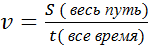 v = S ( весь путь) / t( все время)